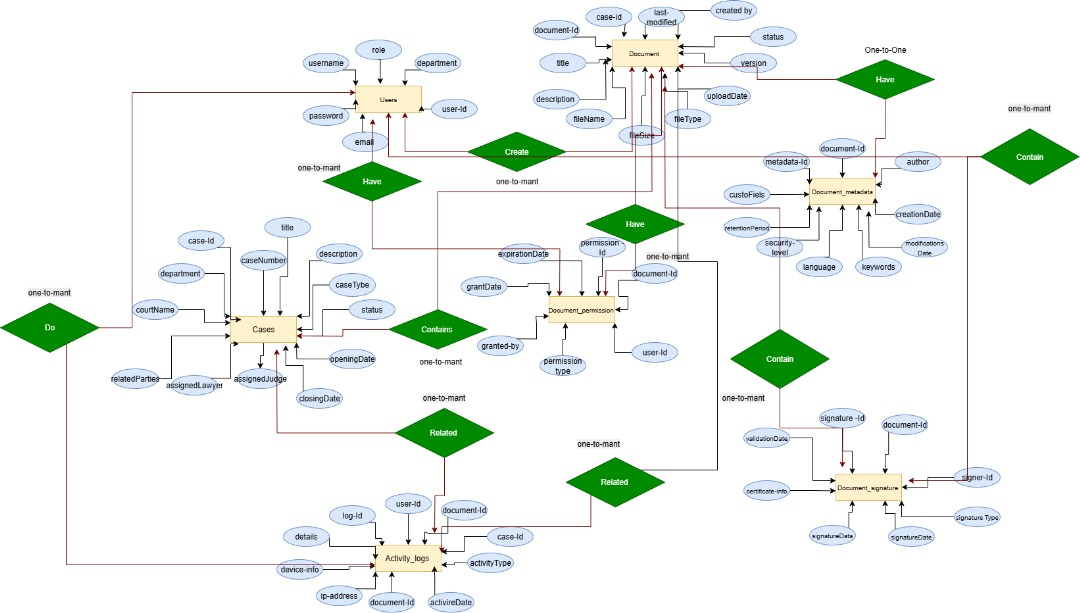 case-Id
last-
modified
created by
document-Id
status
Document
title
version
One-to-One
Have
role
username
department
Users
user-Id
password
email
description
fileName
fileSize
fileType
uploadDate
one-to-mant
Contain
one-to-mant
Have
Create
one-to-mant
document-Id
metadata-Id
author
custoFiels
Document_metadata
retentionPeriod
creationDate
security-
level
language
keywords
modifications
Date
title
case-Id
caseNumber
description
department
caseTybe
courtName
status
Cases
relatedParties
assignedLawyer
assignedJudge
openingDate
closingDate
Have
one-to-mant
expirationDate
permission -
Id
document-Id
grantDate
Document_permission
granted-by
permission
type
user-Id
one-to-mant
Do
Contains
one-to-mant
Contain
one-to-mant
one-to-mant
Related
one-to-mant
Related
signature -Id
document-Id
validationDate
signer-Id
certificate-info
Document_signature
signature Type
signatureData
signatureDate
user-Id
log-Id
document-Id
details
case-Id
device-info
Activity_logs
activityType
ip-address
document-Id
activireDate